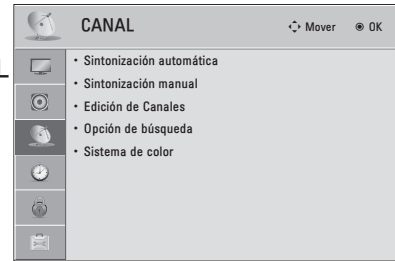 CANAL
Mover
OK
• Sintonización automática
• Sintonización manual
• Edición de Canales
• Opción de búsqueda
• Sistema de color